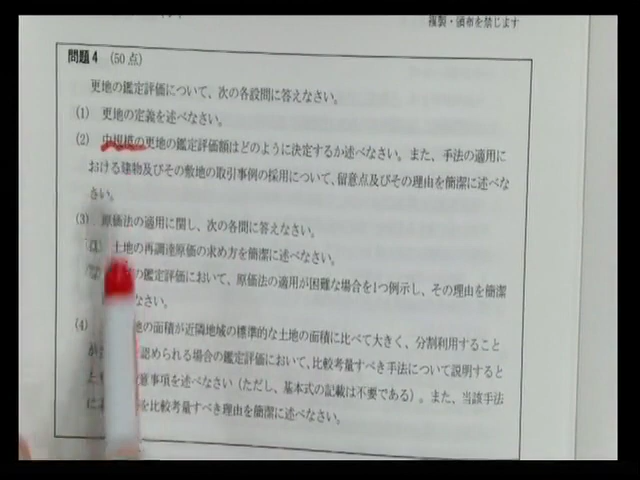 複製・頒布を禁じます
問題4 (50点)
更地の鑑定評価について、次の各設問に答えなさい。
(1) 更地の定義を述べなさい。
(2) 中規模の更地の鑑定評価額はどのように決定するか述べなさい。また、手法の適用に
おける建物及びその敷地の取引事例の採用について、留意点及びその理由を簡潔に述べな
さい。
(3) 原価法の適用に関し、次の各問に答えなさい。
土地の再調達原価の求め方を簡潔に述べなさい。
の鑑定評価において、原価法の適用が困難な場合を1つ例示し、その理由を簡潔
なさい。
(4) 地の面積が近隣地域の標準的な土地の面積に比べて大きく、分割利用すること
認められる場合の鑑定評価において、比較考量すべき手法について説明すると
意事項を述べなさい(ただし、基本式の記載は不要である)。また、当該手法
を比較考量すべき理由を簡潔に述べなさい。